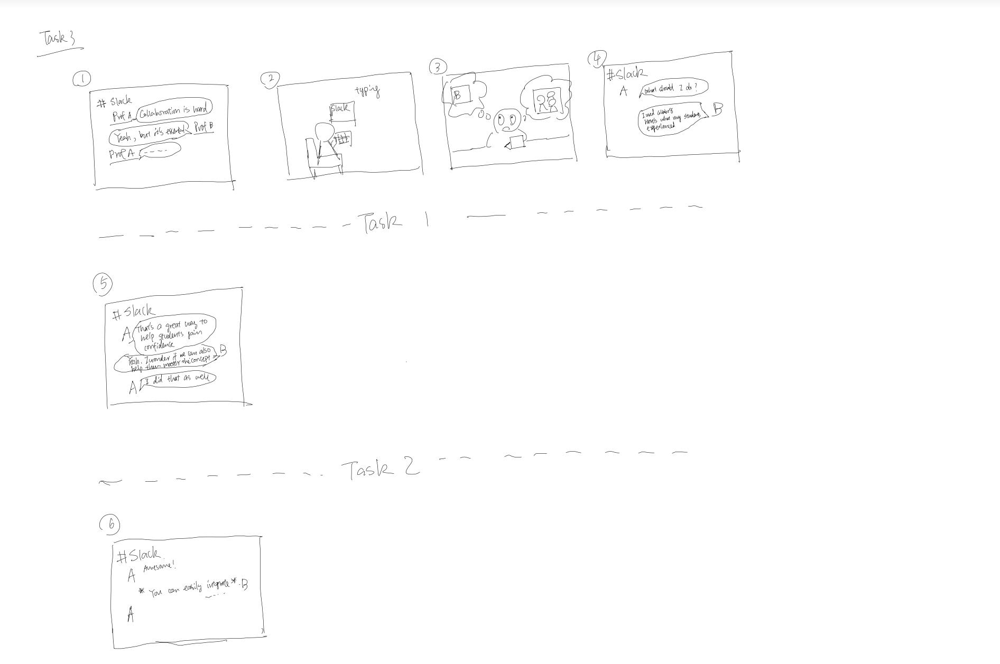 Task 3
1
# Slack
Prof A Collaboration is hard
Yeah, but it's essential Prof B
Prof A -----
2
typing
Slack
3
B
4
#Slack
A What should I do?
I used
Here's what my students B
experienced
Task 1
5
# Slack
A That's a great way to
help students gain
confidence
Yeah. I wonder if we can also B
help them master the concept
A I did that as well
Task 2
6
#Slack
A Awesome!
* You can easily integrate * B
A